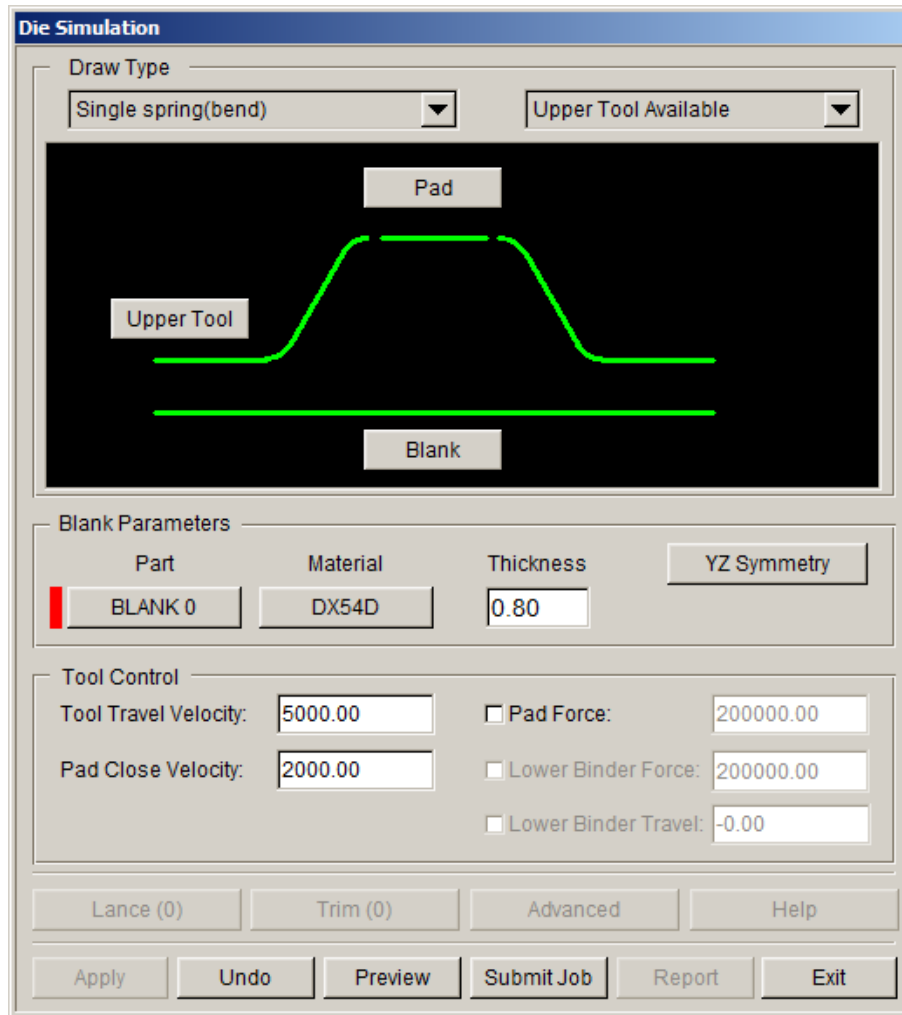 Die Simulation
Draw Type
Single spring(bend) Upper Tool Available
Pad
Upper Tool
Blank
Blank Parameters
Part Material Thickness YZ Symmetry
BLANK 0 DX54D 0.80
Tool Control
Tool Travel Velocity: 5000.00 Pad Force: 200000.00
Pad Close Velocity: 2000.00 Lower Binder Force: 200000.00
Lower Binder Travel: -0.00
Lance (0) Trim (0) Advanced Help
Apply Undo Preview Submit Job Report Exit